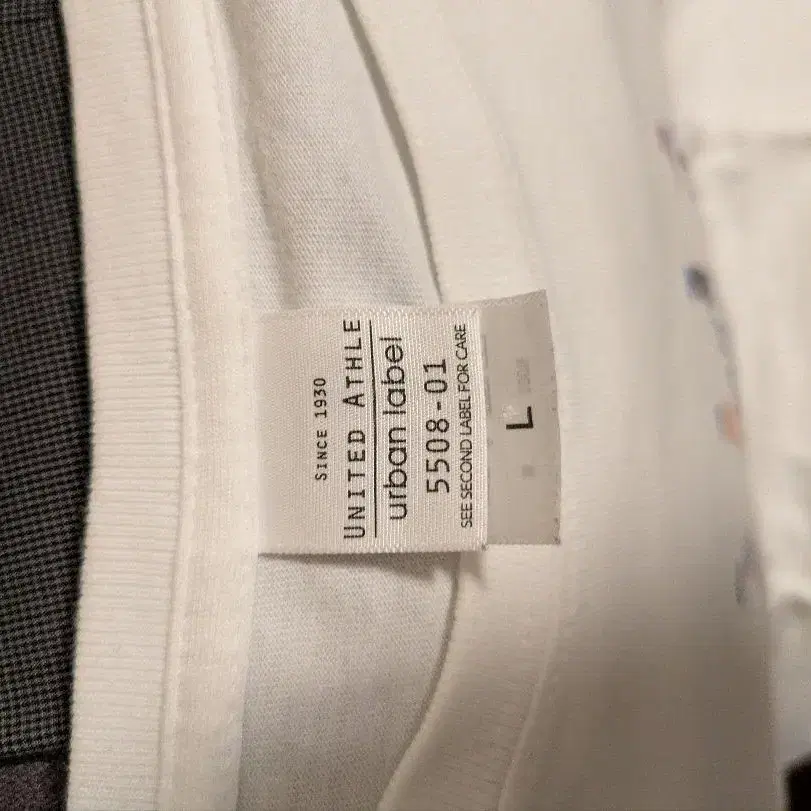 SINCE 1930
UNITED ATHLE
urban label
5508-01
SEE SECOND LABEL FOR CARE
L